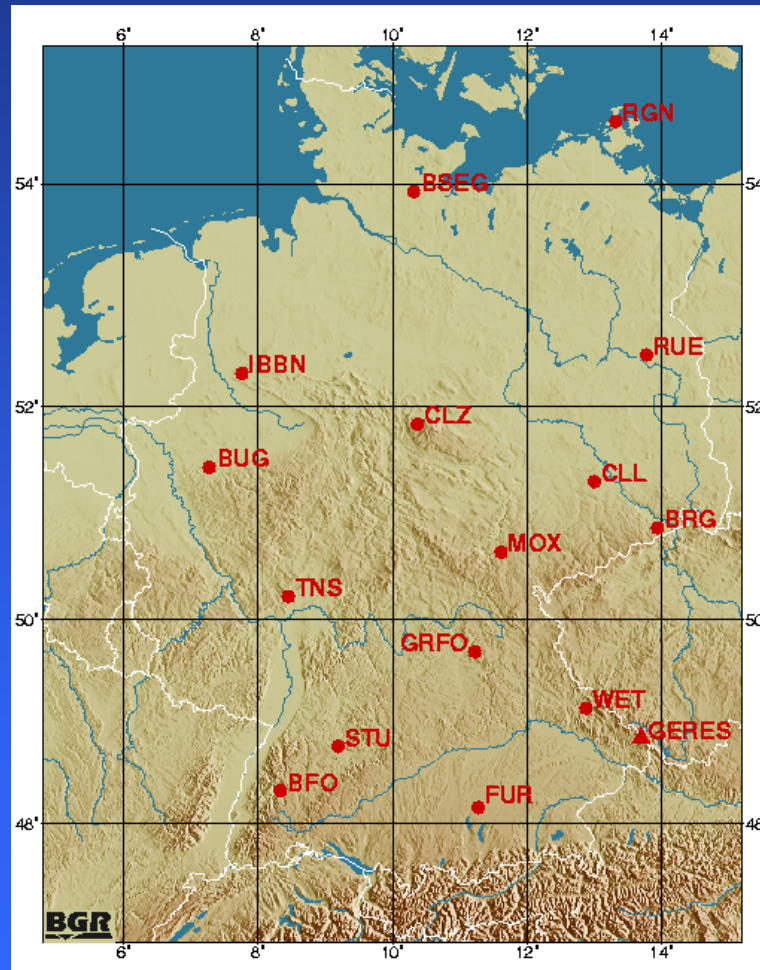 6° 8° 10° 12° 14°
RGN
54° 54°
BSEG
RUE
IBBN
52° 52°
CLZ
BUG
CLL
BRG
MOX
TNS
50° 50°
GRFO
WET
GERES
STU
BFO
FUR
48° 48°
BGR
6° 8° 10° 12° 14°